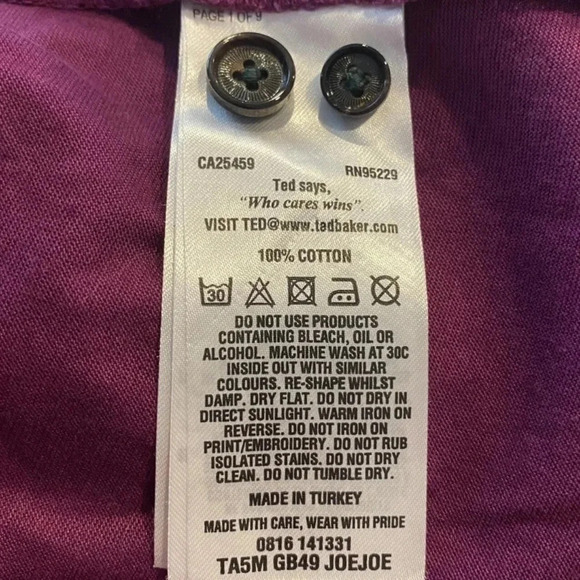 PAGE 1 OF 9
CA25459 RN95229
Ted says,
"Who cares wins".
VISIT TED@www.tedbaker.com
100% COTTON
30
DO NOT USE PRODUCTS
CONTAINING BLEACH, OIL OR
ALCOHOL. MACHINE WASH AT 30C
INSIDE OUT WITH SIMILAR
COLOURS. RE-SHAPE WHILST
DAMP. DRY FLAT. DO NOT DRY IN
DIRECT SUNLIGHT. WARM IRON ON
REVERSE. DO NOT IRON ON
PRINT/EMBROIDERY. DO NOT RUB
ISOLATED STAINS. DO NOT DRY
CLEAN. DO NOT TUMBLE DRY.
MADE IN TURKEY
MADE WITH CARE, WEAR WITH PRIDE
0816 141331
TA5M GB49 JOEJOE